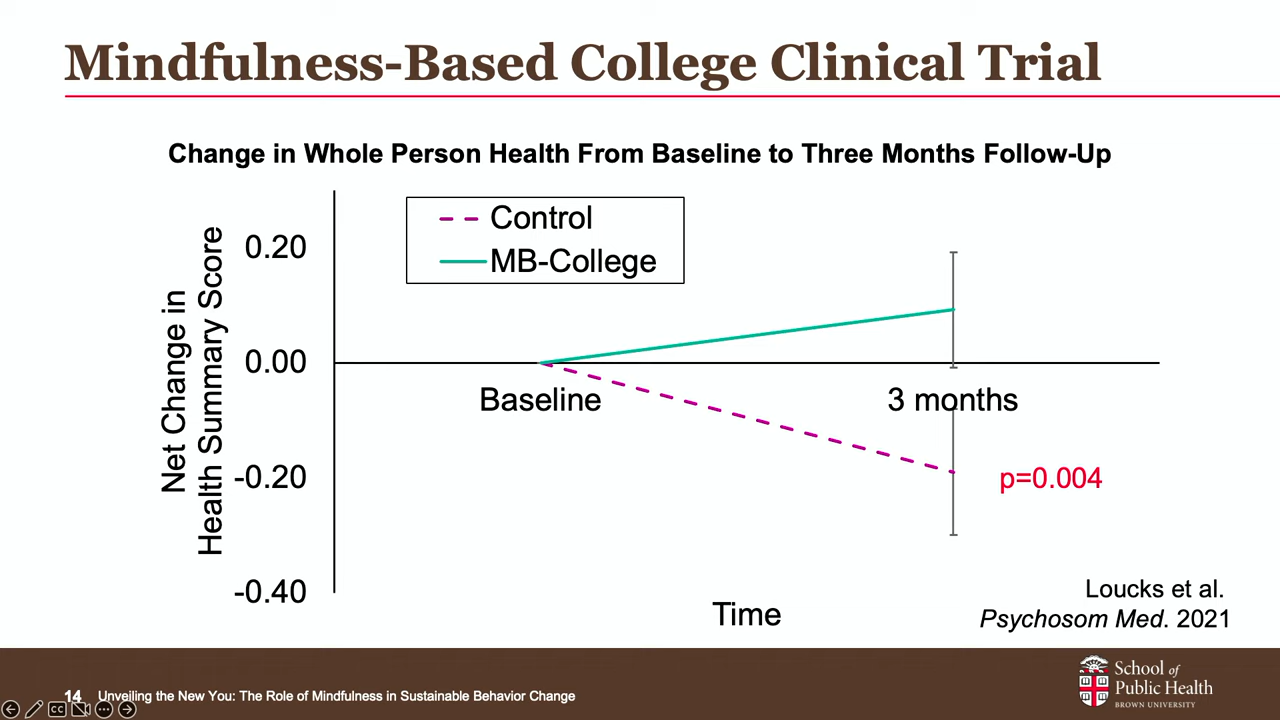 Mindfulness-Based College Clinical Trial
Change in Whole Person Health From Baseline to Three Months Follow-Up
Control
MB-College
Net Change in
Health Summary Score
0.20
0.00
-0.20
-0.40
Baseline
3 months
p=0.004
Time
Loucks et al.
Psychosom Med. 2021
14 Unveiling the New You: The Role of Mindfulness in Sustainable Behavior Change
CC
School of
Public Health
BROWN UNIVERSITY